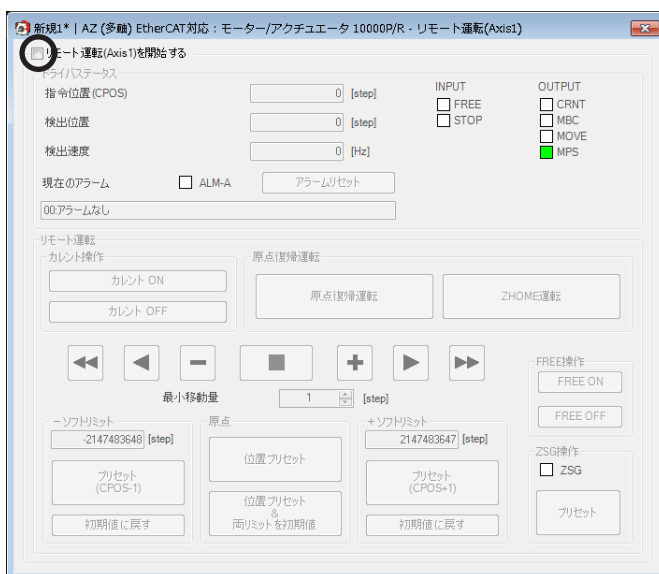 新規1* | AZ (多軸) EtherCAT対応：モーター/アクチュエータ 10000P/R - リモート運転(Axis1)
リモート運転(Axis1)を開始する
ドライバステータス
指令位置(CPOS) 0 [step]
検出位置 0 [step]
検出速度 0 [Hz]
INPUT
FREE
STOP
OUTPUT
CRNT
MBC
MOVE
MPS
現在のアラーム ALM-A アラームリセット
00:アラームなし
リモート運転
カレント操作
カレント ON
カレント OFF
原点復帰運転
原点復帰運転 ZHOME運転
最小移動量 1 [step]
FREE操作
FREE ON
FREE OFF
－ソフトリミット
-2147483648 [step]
プリセット
(CPOS-1)
初期値に戻す
原点
位置プリセット
位置プリセット
&
両リミットを初期値
＋ソフトリミット
2147483647 [step]
プリセット
(CPOS+1)
初期値に戻す
ZSG操作
ZSG
プリセット